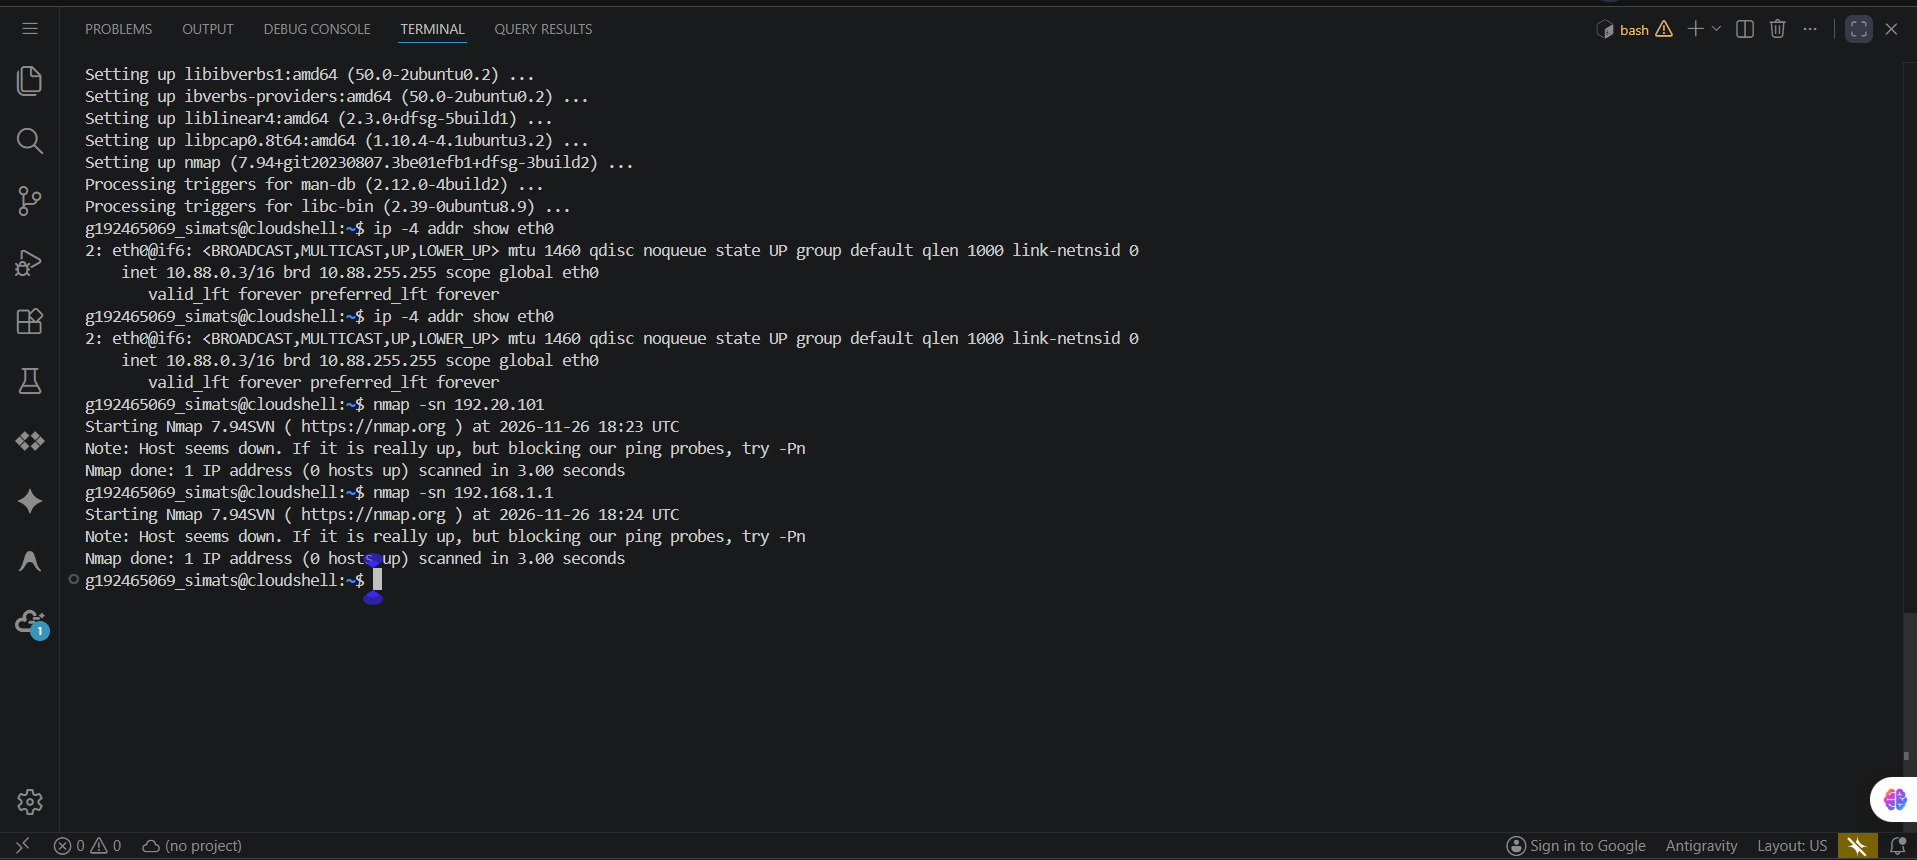 PROBLEMS OUTPUT DEBUG CONSOLE TERMINAL QUERY RESULTS bash
Setting up libibverbs1:amd64 (50.0-2ubuntu0.2) ...
Setting up ibverbs-providers:amd64 (50.0-2ubuntu0.2) ...
Setting up liblinear4:amd64 (2.3.0+dfsg-5build1) ...
Setting up libpcap0.8t64:amd64 (1.10.4-4.1ubuntu3.2) ...
Setting up nmap (7.94+git20230807.3be01efb1+dfsg-3build2) ...
Processing triggers for man-db (2.12.0-4build2) ...
Processing triggers for libc-bin (2.39-0ubuntu8.9) ...
g192465069_simats@cloudshell:~$ ip -4 addr show eth0
2: eth0@if6: <BROADCAST,MULTICAST,UP,LOWER_UP> mtu 1460 qdisc noqueue state UP group default qlen 1000 link-netnsid 0
    inet 10.88.0.3/16 brd 10.88.255.255 scope global eth0
       valid_lft forever preferred_lft forever
g192465069_simats@cloudshell:~$ ip -4 addr show eth0
2: eth0@if6: <BROADCAST,MULTICAST,UP,LOWER_UP> mtu 1460 qdisc noqueue state UP group default qlen 1000 link-netnsid 0
    inet 10.88.0.3/16 brd 10.88.255.255 scope global eth0
       valid_lft forever preferred_lft forever
g192465069_simats@cloudshell:~$ nmap -sn 192.20.101
Starting Nmap 7.94SVN ( https://nmap.org ) at 2026-11-26 18:23 UTC
Note: Host seems down. If it is really up, but blocking our ping probes, try -Pn
Nmap done: 1 IP address (0 hosts up) scanned in 3.00 seconds
g192465069_simats@cloudshell:~$ nmap -sn 192.168.1.1
Starting Nmap 7.94SVN ( https://nmap.org ) at 2026-11-26 18:24 UTC
Note: Host seems down. If it is really up, but blocking our ping probes, try -Pn
Nmap done: 1 IP address (0 hosts up) scanned in 3.00 seconds
g192465069_simats@cloudshell:~$
1
0 0 (no project) Sign in to Google Antigravity Layout: US